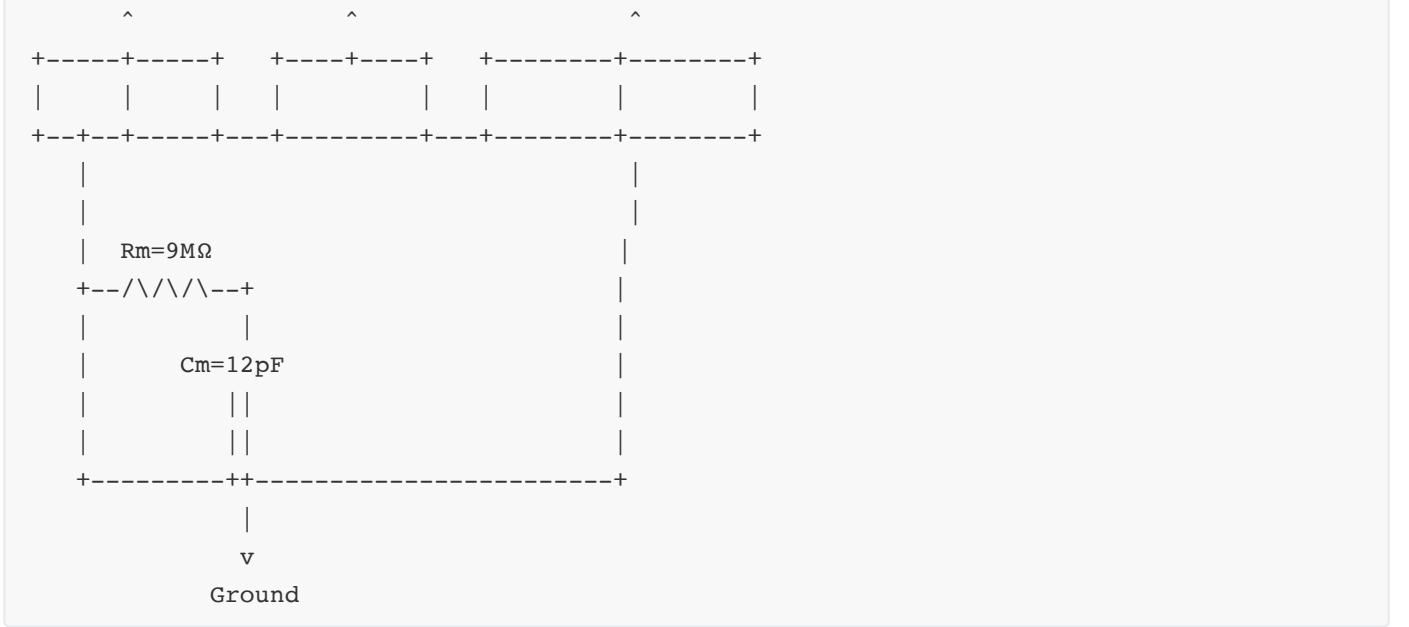 ^              ^                  ^
+-----+-----+   +----+----+   +--------+--------+
|     |     |   |         |   |        |        |
+--+--+-----+---+---------+---+--------+--------+
   |                                    |
   |                                    |
   |  Rm=9MΩ                           |
   +--/\/\/\--+                        |
   |          |                        |
   |      Cm=12pF                      |
   |         ||                        |
   |         ||                        |
   +---------++------------------------+
              |
              v
            Ground